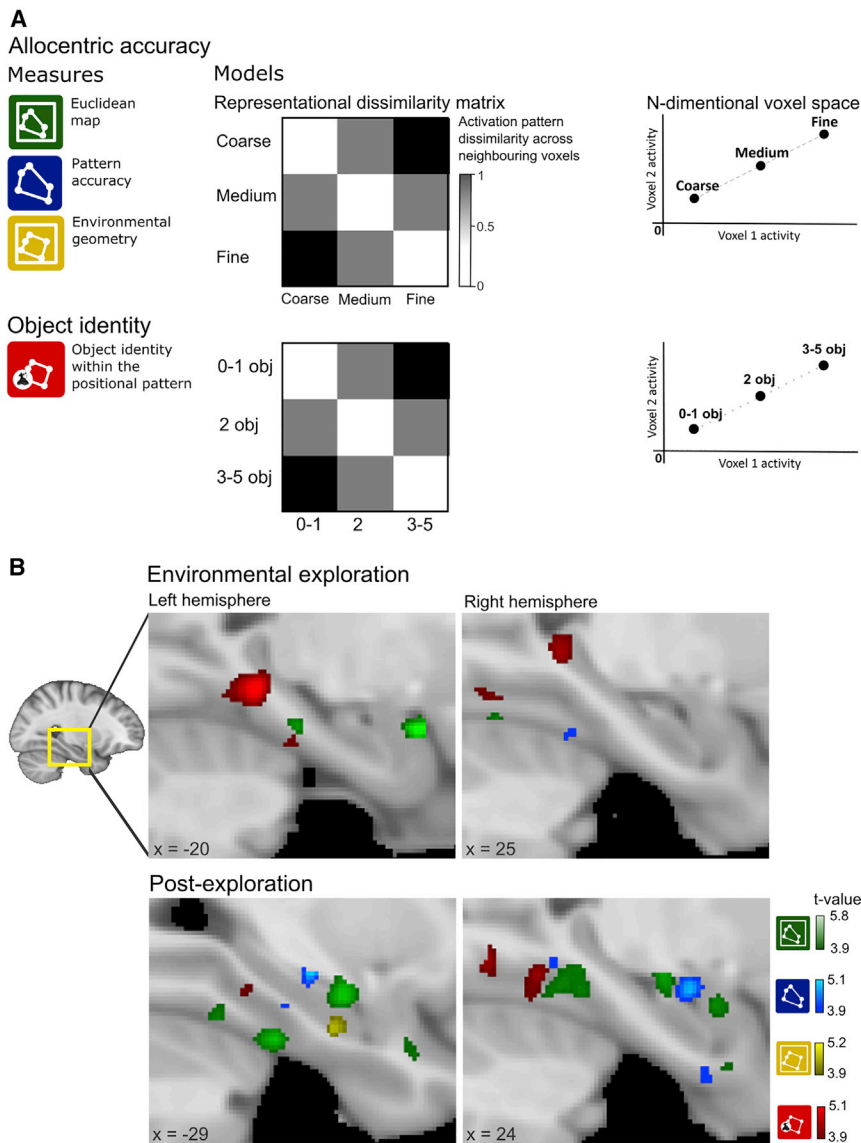 A
Allocentric accuracy
Measures
Euclidean
map
Pattern
accuracy
Environmental
geometry
Models
Representational dissimilarity matrix
Coarse
Medium
Fine
Coarse Medium Fine
Activation pattern
dissimilarity across
neighbouring voxels
1
0.5
0
N-dimentional voxel space
Voxel 2 activity
Coarse
Medium
Fine
0
Voxel 1 activity
Object identity
Object identity
within the
positional pattern
0-1 obj
2 obj
3-5 obj
0-1 2 3-5
Voxel 2 activity
0-1 obj
2 obj
3-5 obj
0
Voxel 1 activity
B
Environmental exploration
Left hemisphere
Right hemisphere
x = -20
x = 25
Post-exploration
x = -29
x = 24
t-value
5.8
3.9
5.1
3.9
5.2
3.9
5.1
3.9